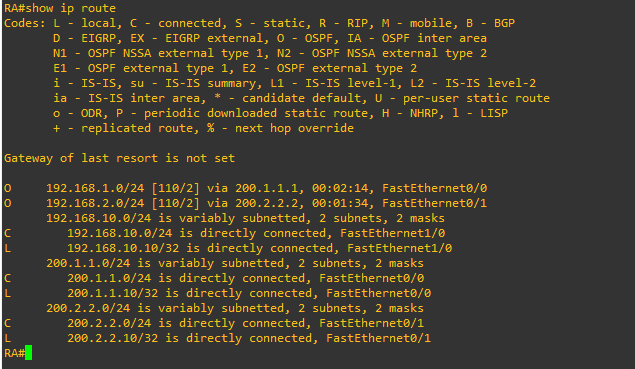 RA#show ip route
Codes: L - local, C - connected, S - static, R - RIP, M - mobile, B - BGP
       D - EIGRP, EX - EIGRP external, O - OSPF, IA - OSPF inter area
       N1 - OSPF NSSA external type 1, N2 - OSPF NSSA external type 2
       E1 - OSPF external type 1, E2 - OSPF external type 2
       i - IS-IS, su - IS-IS summary, L1 - IS-IS level-1, L2 - IS-IS level-2
       ia - IS-IS inter area, * - candidate default, U - per-user static route
       o - ODR, P - periodic downloaded static route, H - NHRP, l - LISP
       + - replicated route, % - next hop override

Gateway of last resort is not set

O     192.168.1.0/24 [110/2] via 200.1.1.1, 00:02:14, FastEthernet0/0
O     192.168.2.0/24 [110/2] via 200.2.2.2, 00:01:34, FastEthernet0/1
      192.168.10.0/24 is variably subnetted, 2 subnets, 2 masks
C        192.168.10.0/24 is directly connected, FastEthernet1/0
L        192.168.10.10/32 is directly connected, FastEthernet1/0
      200.1.1.0/24 is variably subnetted, 2 subnets, 2 masks
C        200.1.1.0/24 is directly connected, FastEthernet0/0
L        200.1.1.10/32 is directly connected, FastEthernet0/0
      200.2.2.0/24 is variably subnetted, 2 subnets, 2 masks
C        200.2.2.0/24 is directly connected, FastEthernet0/1
L        200.2.2.10/32 is directly connected, FastEthernet0/1
RA#